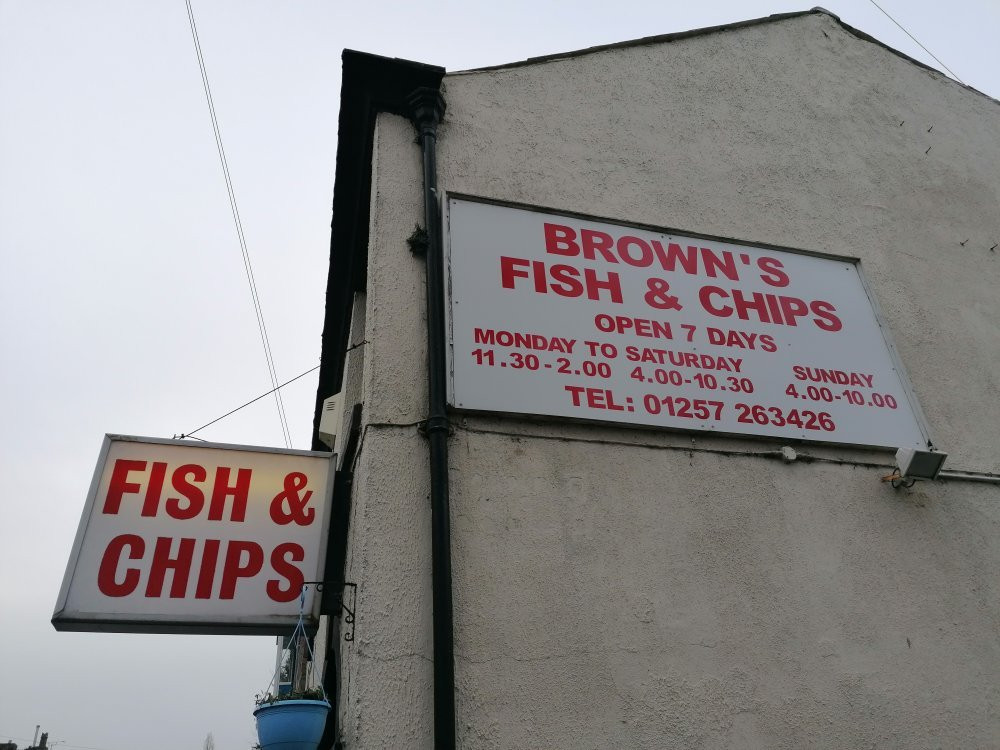 BROWN'S
FISH & CHIPS
OPEN 7 DAYS
MONDAY TO SATURDAY SUNDAY
11.30-2.00 4.00-10.30 4.00-10.00
TEL: 01257 263426
FISH &
CHIPS